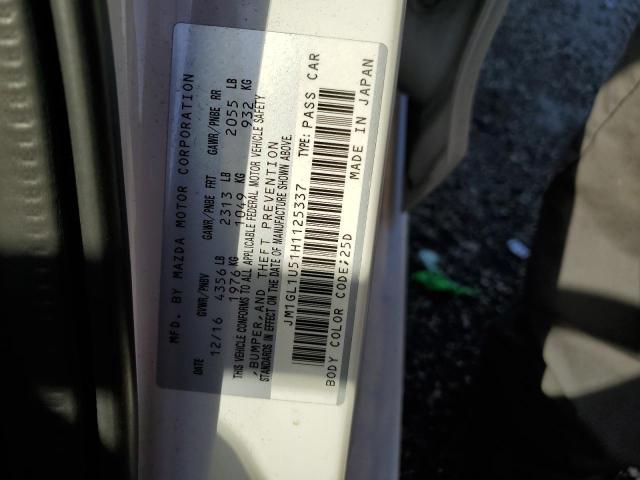 MFD. BY MAZDA MOTOR CORPORATION
DATE GVWR/PNBV GAWR/PNBE FRT GAWR/PNBE RR
12/16 4356 LB 2313 LB 2055 LB
1976 KG 1049 KG 932 KG
THIS VEHICLE CONFORMS TO ALL APPLICABLE FEDERAL MOTOR VEHICLE SAFETY
,BUMPER,AND THEFT PREVENTION
STANDARDS IN EFFECT ON THE DATE OF MANUFACTURE SHOWN ABOVE.
JM1GL1U51H1125337 TYPE: PASS CAR
BODY COLOR CODE;25D MADE IN JAPAN